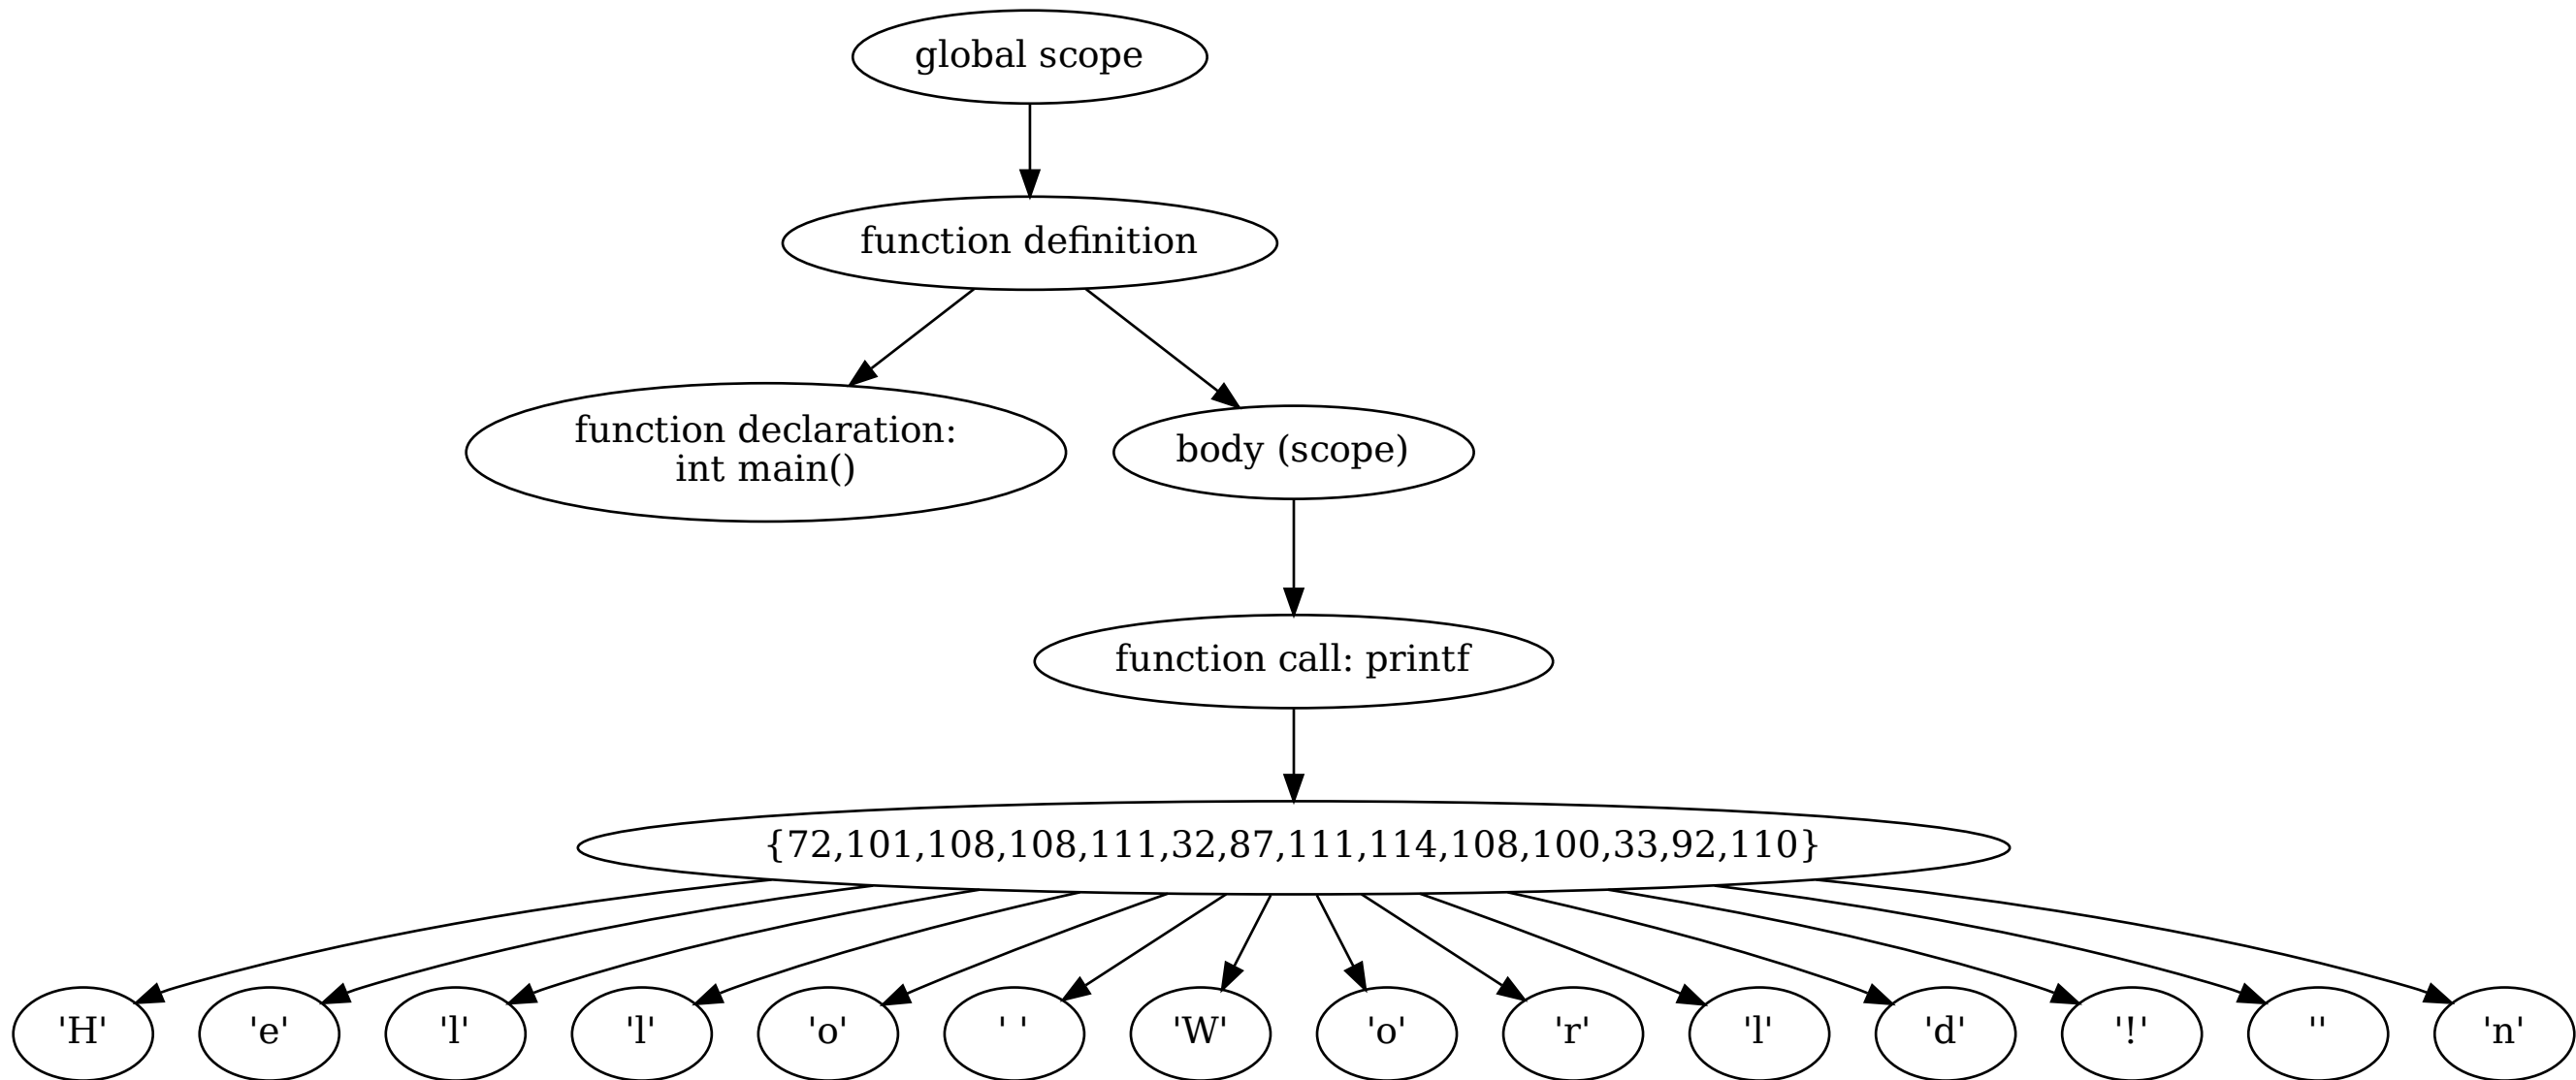 global scope
function definition
function declaration:
int main()
body (scope)
function call: printf
{72,101,108,108,111,32,87,111,114,108,100,33,92,110}
'H'
'e'
'l'
'l'
'o'
' '
'W'
'o'
'r'
'l'
'd'
'!'
''
'n'